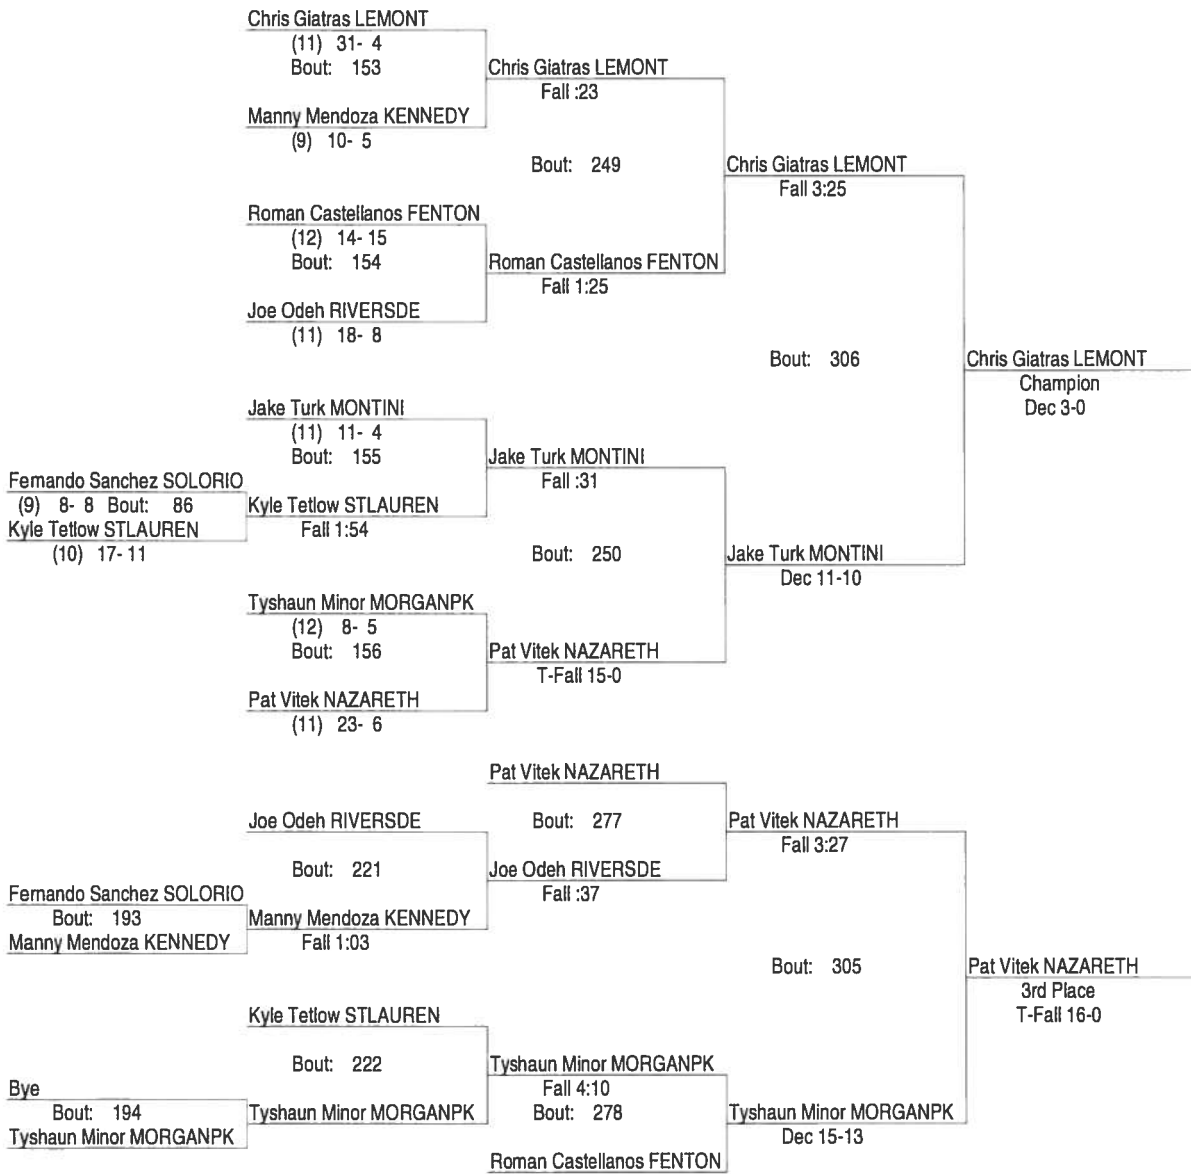 Chris Giatras LEMONT
(11) 31- 4
Bout: 153
Chris Giatras LEMONT
Fall :23
Manny Mendoza KENNEDY
(9) 10- 5
Bout: 249
Chris Giatras LEMONT
Fall 3:25
Roman Castellanos FENTON
(12) 14- 15
Bout: 154
Roman Castellanos FENTON
Fall 1:25
Joe Odeh RIVERSDE
(11) 18- 8
Bout: 306
Chris Giatras LEMONT
Champion
Dec 3-0
Jake Turk MONTINI
(11) 11- 4
Bout: 155
Jake Turk MONTINI
Fall :31
Fernando Sanchez SOLORIO
(9) 8- 8 Bout: 86
Kyle Tetlow STLAUREN
(10) 17- 11
Kyle Tetlow STLAUREN
Fall 1:54
Bout: 250
Jake Turk MONTINI
Dec 11-10
Tyshaun Minor MORGANPK
(12) 8- 5
Bout: 156
Pat Vitek NAZARETH
T-Fall 15-0
Pat Vitek NAZARETH
(11) 23- 6
Pat Vitek NAZARETH
Bout: 277
Pat Vitek NAZARETH
Fall 3:27
Joe Odeh RIVERSDE
Bout: 221
Joe Odeh RIVERSDE
Fall :37
Fernando Sanchez SOLORIO
Bout: 193
Manny Mendoza KENNEDY
Manny Mendoza KENNEDY
Fall 1:03
Bout: 305
Pat Vitek NAZARETH
3rd Place
T-Fall 16-0
Kyle Tetlow STLAUREN
Bout: 222
Tyshaun Minor MORGANPK
Fall 4:10
Bye
Bout: 194
Tyshaun Minor MORGANPK
Tyshaun Minor MORGANPK
Bout: 278
Tyshaun Minor MORGANPK
Dec 15-13
Roman Castellanos FENTON